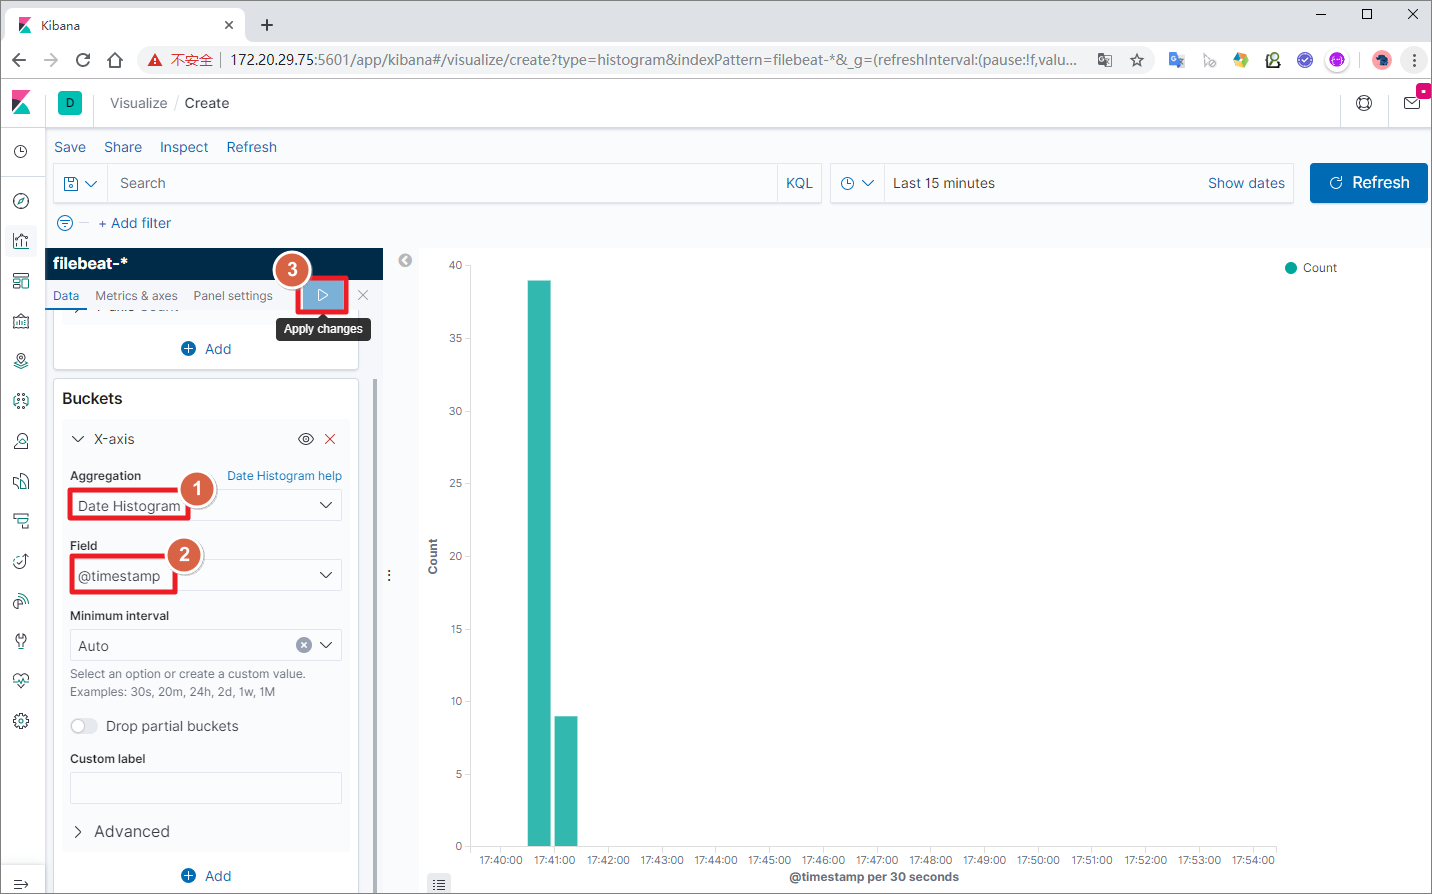 Kibana
不安全
172.20.29.75:5601/app/kibana#/visualize/create?type=histogram&indexPattern=filebeat-*&_g=(refreshInterval:(pause:!f,valu...
D
Visualize / Create
Save Share Inspect Refresh
Search KQL
Last 15 minutes Show dates
Refresh
+ Add filter
filebeat-*
3
Data Metrics & axes Panel settings
Apply changes
Add
Buckets
X-axis
Aggregation Date Histogram help
1
Date Histogram
Field
2
@timestamp
Minimum interval
Auto
Select an option or create a custom value.
Examples: 30s, 20m, 24h, 2d, 1w, 1M
Drop partial buckets
Custom label
Advanced
Add
Count
40
35
30
25
20
15
10
5
0
Count
17:40:00 17:41:00 17:42:00 17:43:00 17:44:00 17:45:00 17:46:00 17:47:00 17:48:00 17:49:00 17:50:00 17:51:00 17:52:00 17:53:00 17:54:00
@timestamp per 30 seconds